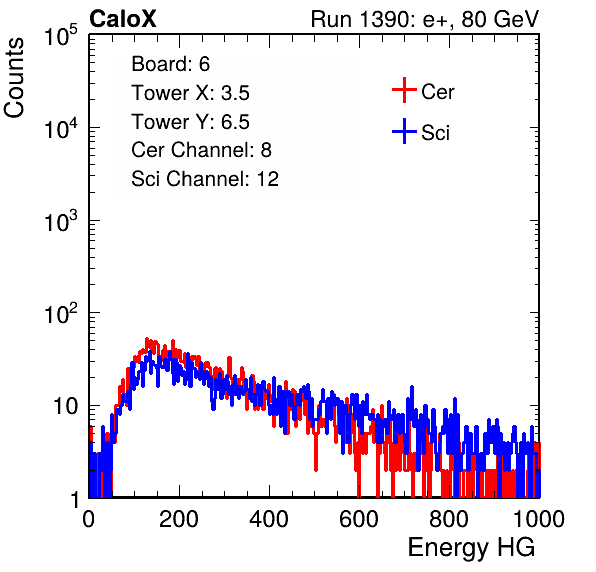 CaloX Run 1390: e+, 80 GeV
Counts
Board: 6
Tower X: 3.5
Tower Y: 6.5
Cer Channel: 8
Sci Channel: 12
Cer
Sci
10^5
10^4
10^3
10^2
10
1
0 200 400 600 800 1000
Energy HG